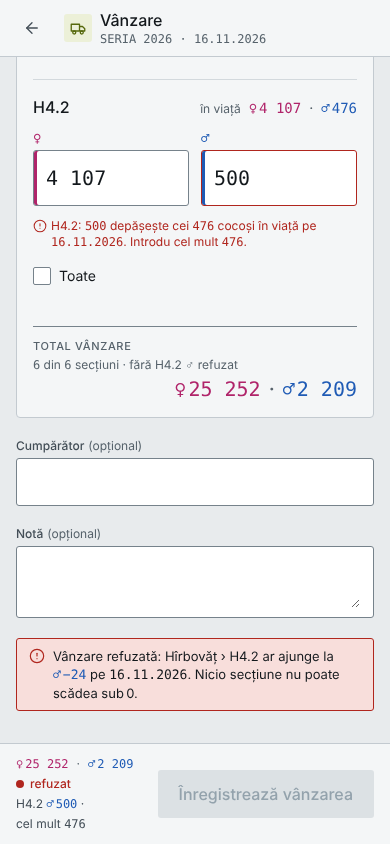 Vânzare
SERIA 2026 · 16.11.2026
H4.2
în viață ♀4 107 · ♂476
♀ ♂
4 107 500
H4.2: 500 depășește cei 476 cocoși în viață pe
16.11.2026. Introdu cel mult 476.
Toate
TOTAL VÂNZARE
6 din 6 secțiuni · fără H4.2 ♂ refuzat
♀25 252 · ♂2 209
Cumpărător (opțional)
Notă (opțional)
Vânzare refuzată: Hîrbovăț › H4.2 ar ajunge la
♂−24 pe 16.11.2026. Nicio secțiune nu poate
scădea sub 0.
♀25 252 · ♂2 209
refuzat
H4.2 ♂500 ·
cel mult 476
Înregistrează vânzarea